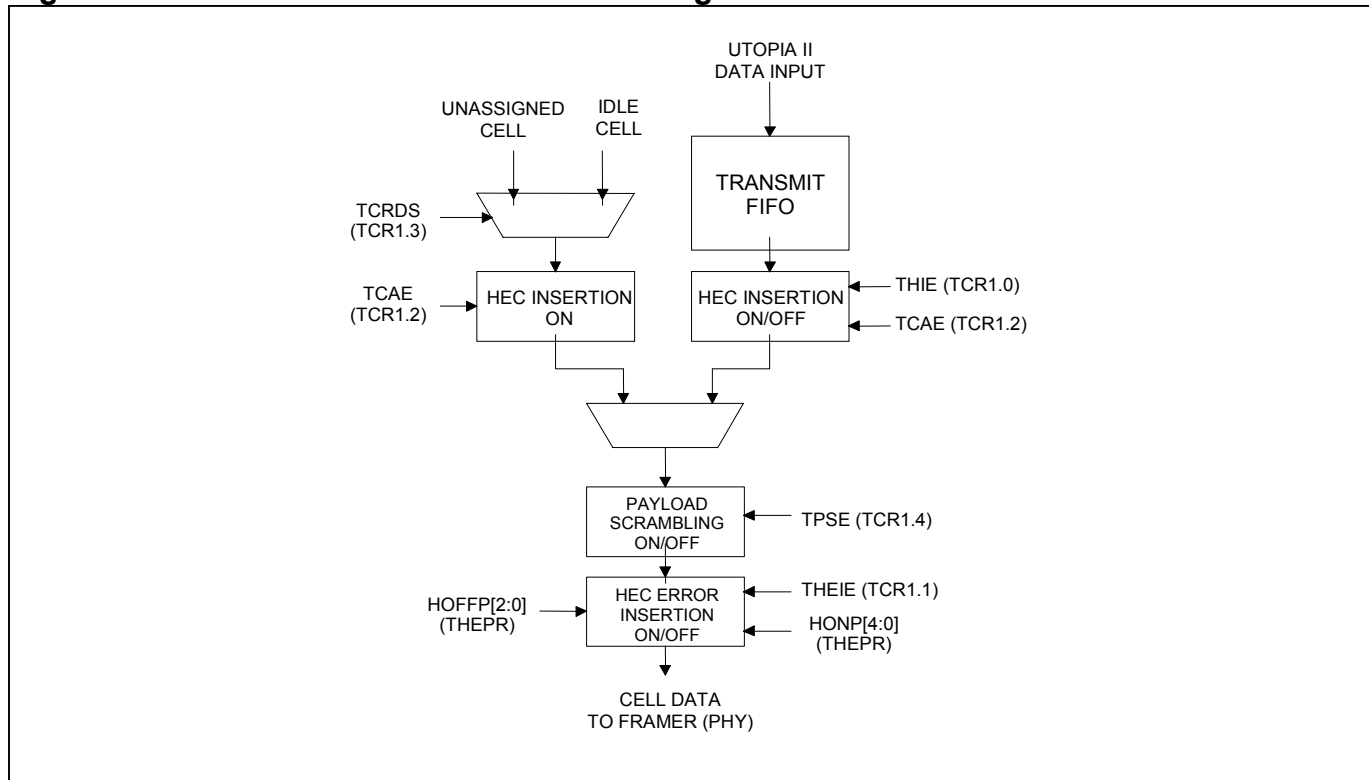 UTOPIA II
DATA INPUT
UNASSIGNED
CELL
IDLE
CELL
TRANSMIT
FIFO
TCRDS
(TCR1.3)
TCAE
(TCR1.2)
HEC INSERTION
ON
HEC INSERTION
ON/OFF
THIE (TCR1.0)
TCAE (TCR1.2)
PAYLOAD
SCRAMBLING
ON/OFF
TPSE (TCR1.4)
HOFFP[2:0]
(THEPR)
HEC ERROR
INSERTION
ON/OFF
THEIE (TCR1.1)
HONP[4:0]
(THEPR)
CELL DATA
TO FRAMER (PHY)